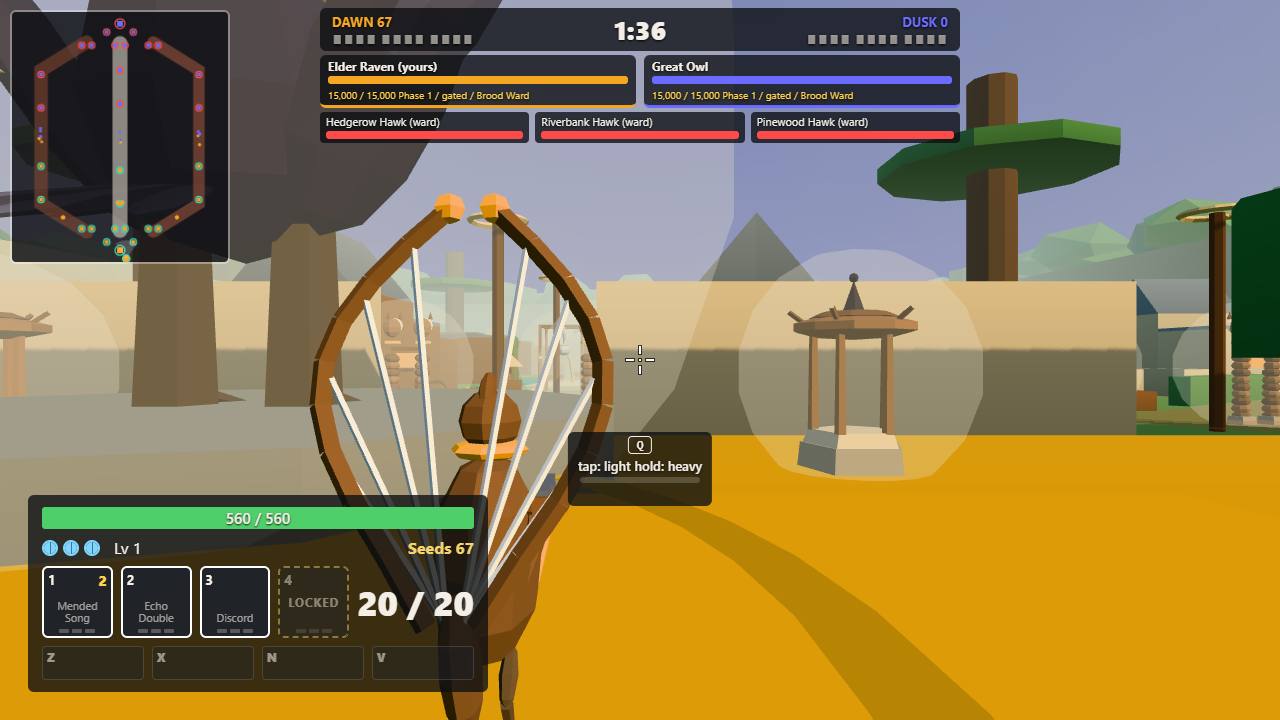 DAWN 67
1:36
DUSK 0
Elder Raven (yours)
15,000 / 15,000 Phase 1 / gated / Brood Ward
Great Owl
15,000 / 15,000 Phase 1 / gated / Brood Ward
Hedgerow Hawk (ward)
Riverbank Hawk (ward)
Pinewood Hawk (ward)
Q
tap: light hold: heavy
560 / 560
Lv 1
Seeds 67
1
2
Mended
Song
2
Echo
Double
3
Discord
4
LOCKED
20 / 20
Z
X
N
V